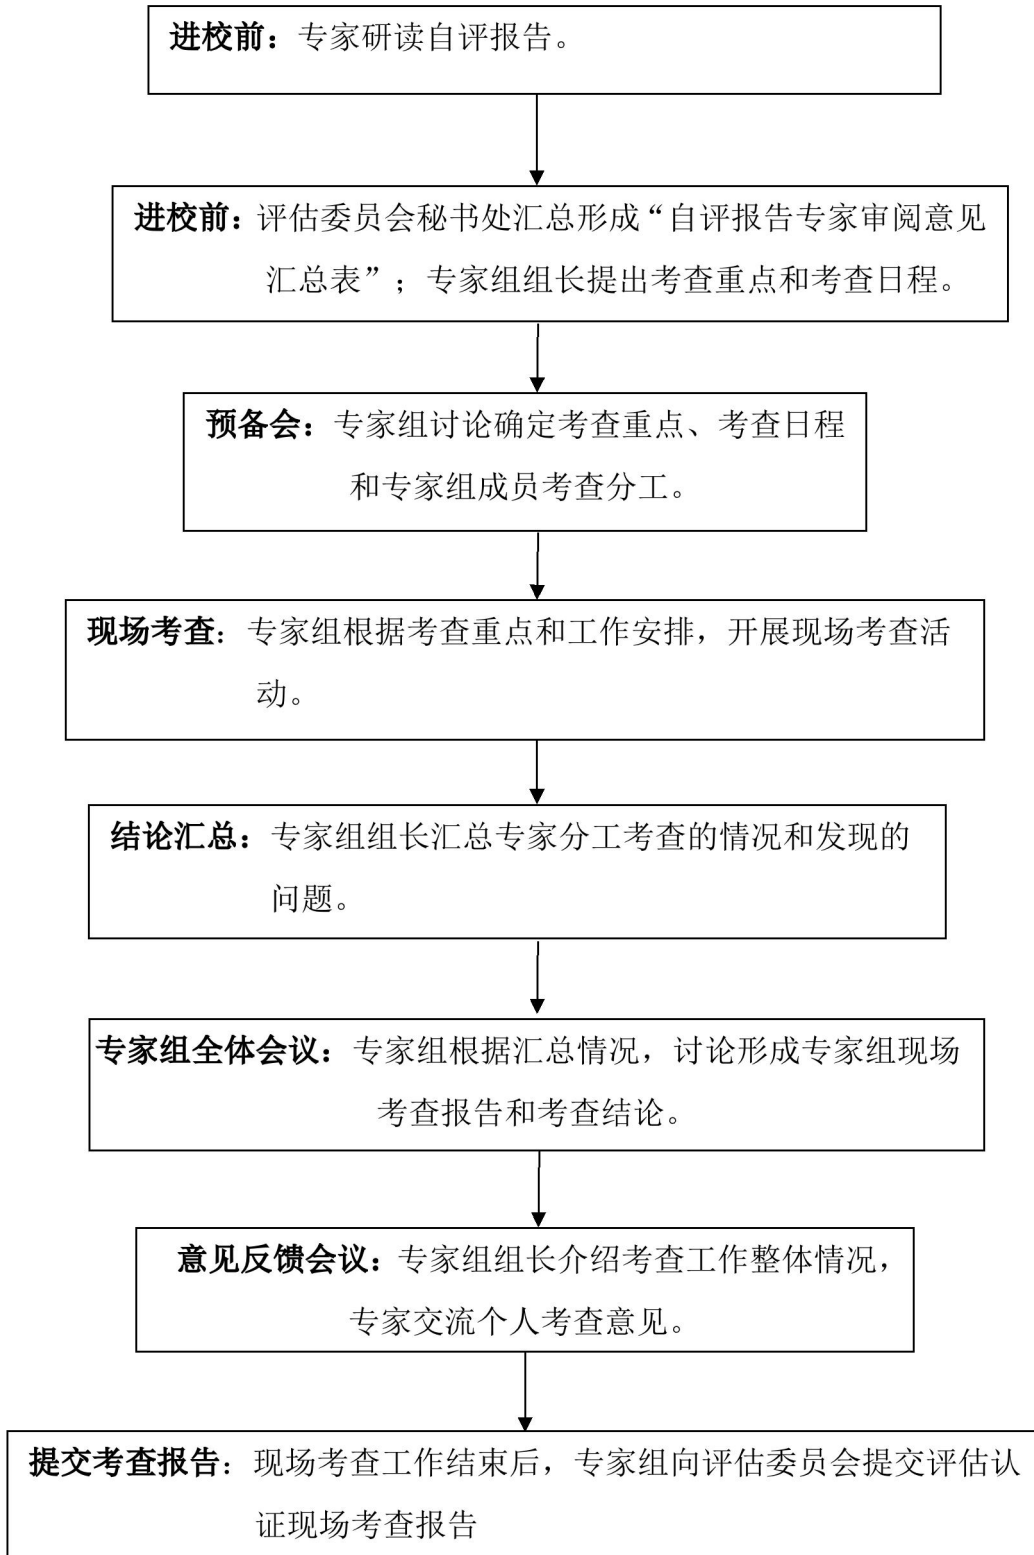 进校前：专家研读自评报告。
进校前：评估委员会秘书处汇总形成“自评报告专家审阅意见
汇总表”；专家组组长提出考查重点和考查日程。
预备会：专家组讨论确定考查重点、考查日程
和专家组成员考查分工。
现场考查：专家组根据考查重点和工作安排，开展现场考查活
动。
结论汇总：专家组组长汇总专家分工考查的情况和发现的
问题。
专家组全体会议：专家组根据汇总情况，讨论形成专家组现场
考查报告和考查结论。
意见反馈会议：专家组组长介绍考查工作整体情况，
专家交流个人考查意见。
提交考查报告：现场考查工作结束后，专家组向评估委员会提交评估认
证现场考查报告